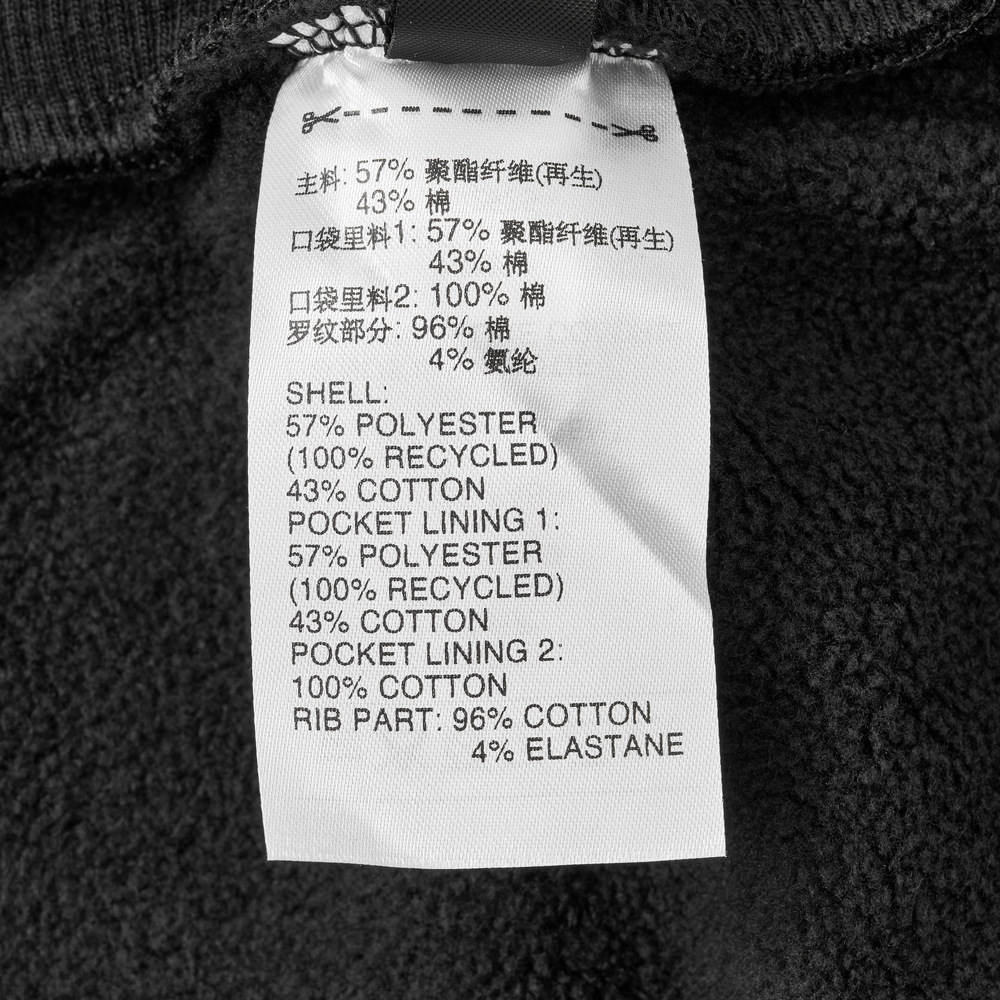 主料: 57% 聚酯纤维(再生)
43% 棉
口袋里料1: 57% 聚酯纤维(再生)
43% 棉
口袋里料2: 100% 棉
罗纹部分: 96% 棉
4% 氨纶
SHELL:
57% POLYESTER
(100% RECYCLED)
43% COTTON
POCKET LINING 1:
57% POLYESTER
(100% RECYCLED)
43% COTTON
POCKET LINING 2:
100% COTTON
RIB PART: 96% COTTON
4% ELASTANE